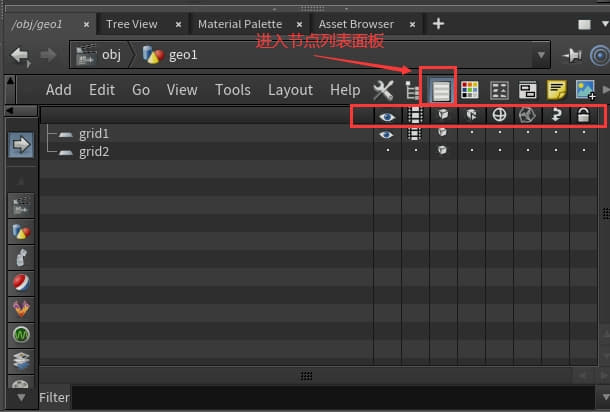 /obj/geo1 × Tree View × Material Palette × Asset Browser ×
进入节点列表面板
obj geo1
Add Edit Go View Tools Layout Help
grid1
grid2
Filter